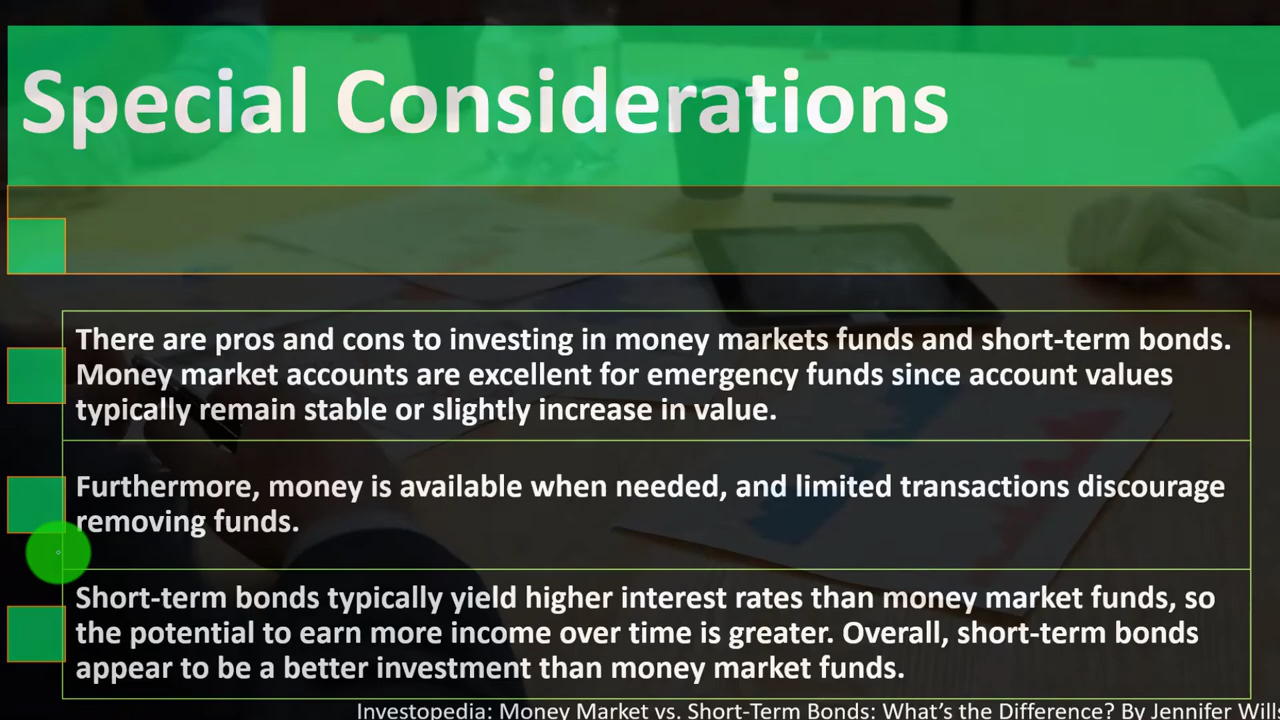 Special Considerations
There are pros and cons to investing in money markets funds and short-term bonds.
Money market accounts are excellent for emergency funds since account values
typically remain stable or slightly increase in value.
Furthermore, money is available when needed, and limited transactions discourage
removing funds.
Short-term bonds typically yield higher interest rates than money market funds, so
the potential to earn more income over time is greater. Overall, short-term bonds
appear to be a better investment than money market funds.
Investopedia: Money Market vs. Short-Term Bonds: What's the Difference? By Jennifer